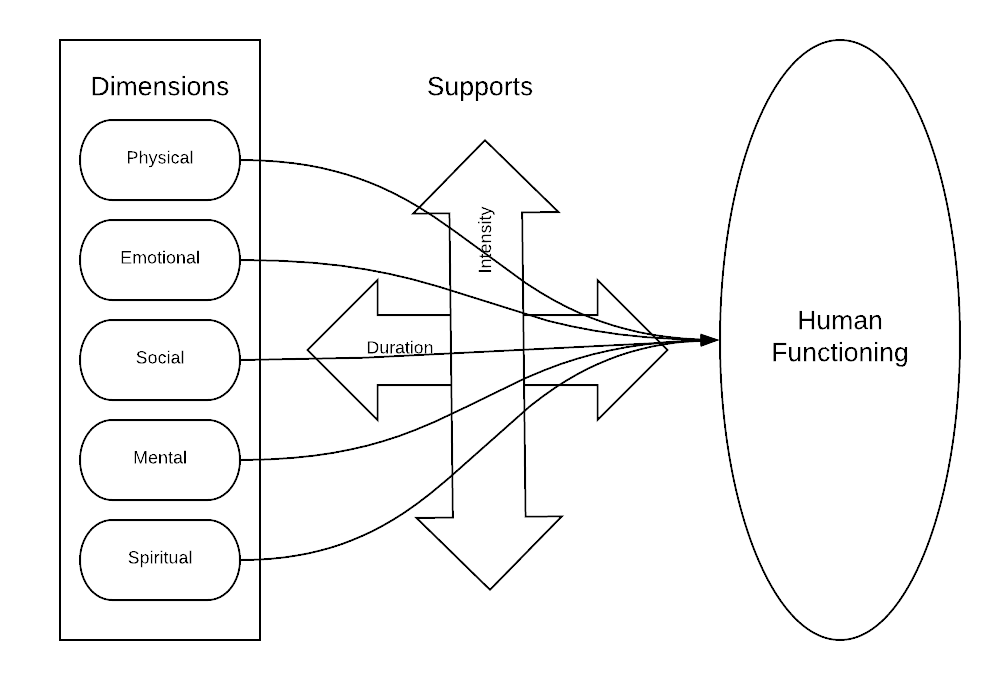 Dimensions
Supports
Physical
Emotional
Social
Mental
Spiritual
Intensity
Duration
Human
Functioning